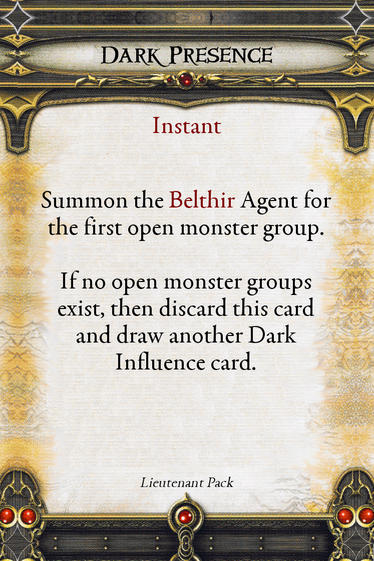 Dark Presence
Instant
Summon the Belthir Agent for
the first open monster group.
If no open monster groups
exist, then discard this card
and draw another Dark
Influence card.
Lieutenant Pack